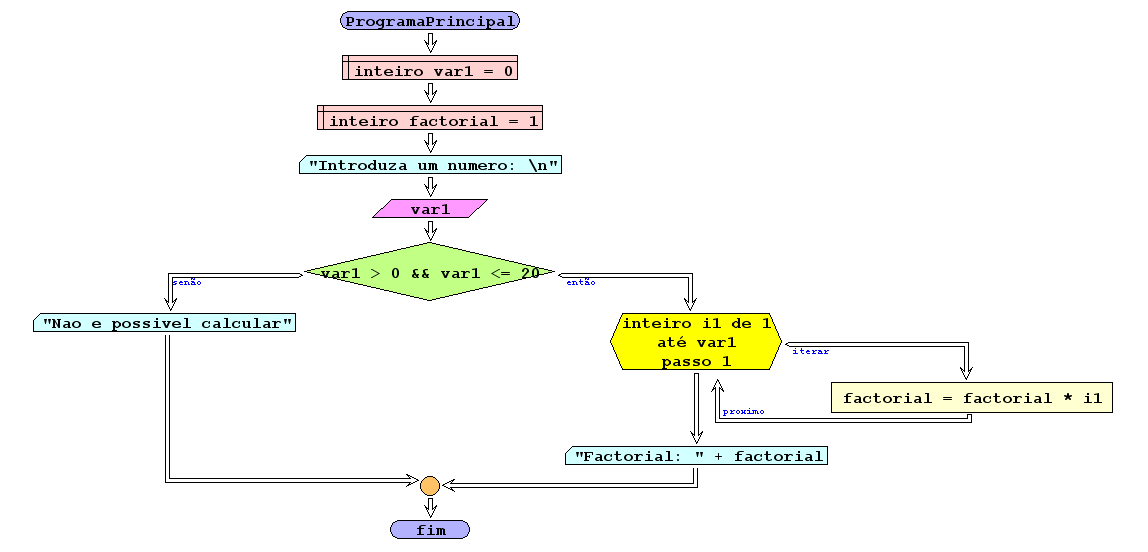 ProgramaPrincipal
inteiro var1 = 0
inteiro factorial = 1
"Introduza um numero: \n"
var1
var1 > 0 && var1 <= 20
senão
então
"Nao e possivel calcular"
inteiro i1 de 1
até var1
passo 1
iterar
factorial = factorial * i1
proximo
"Factorial: " + factorial
fim